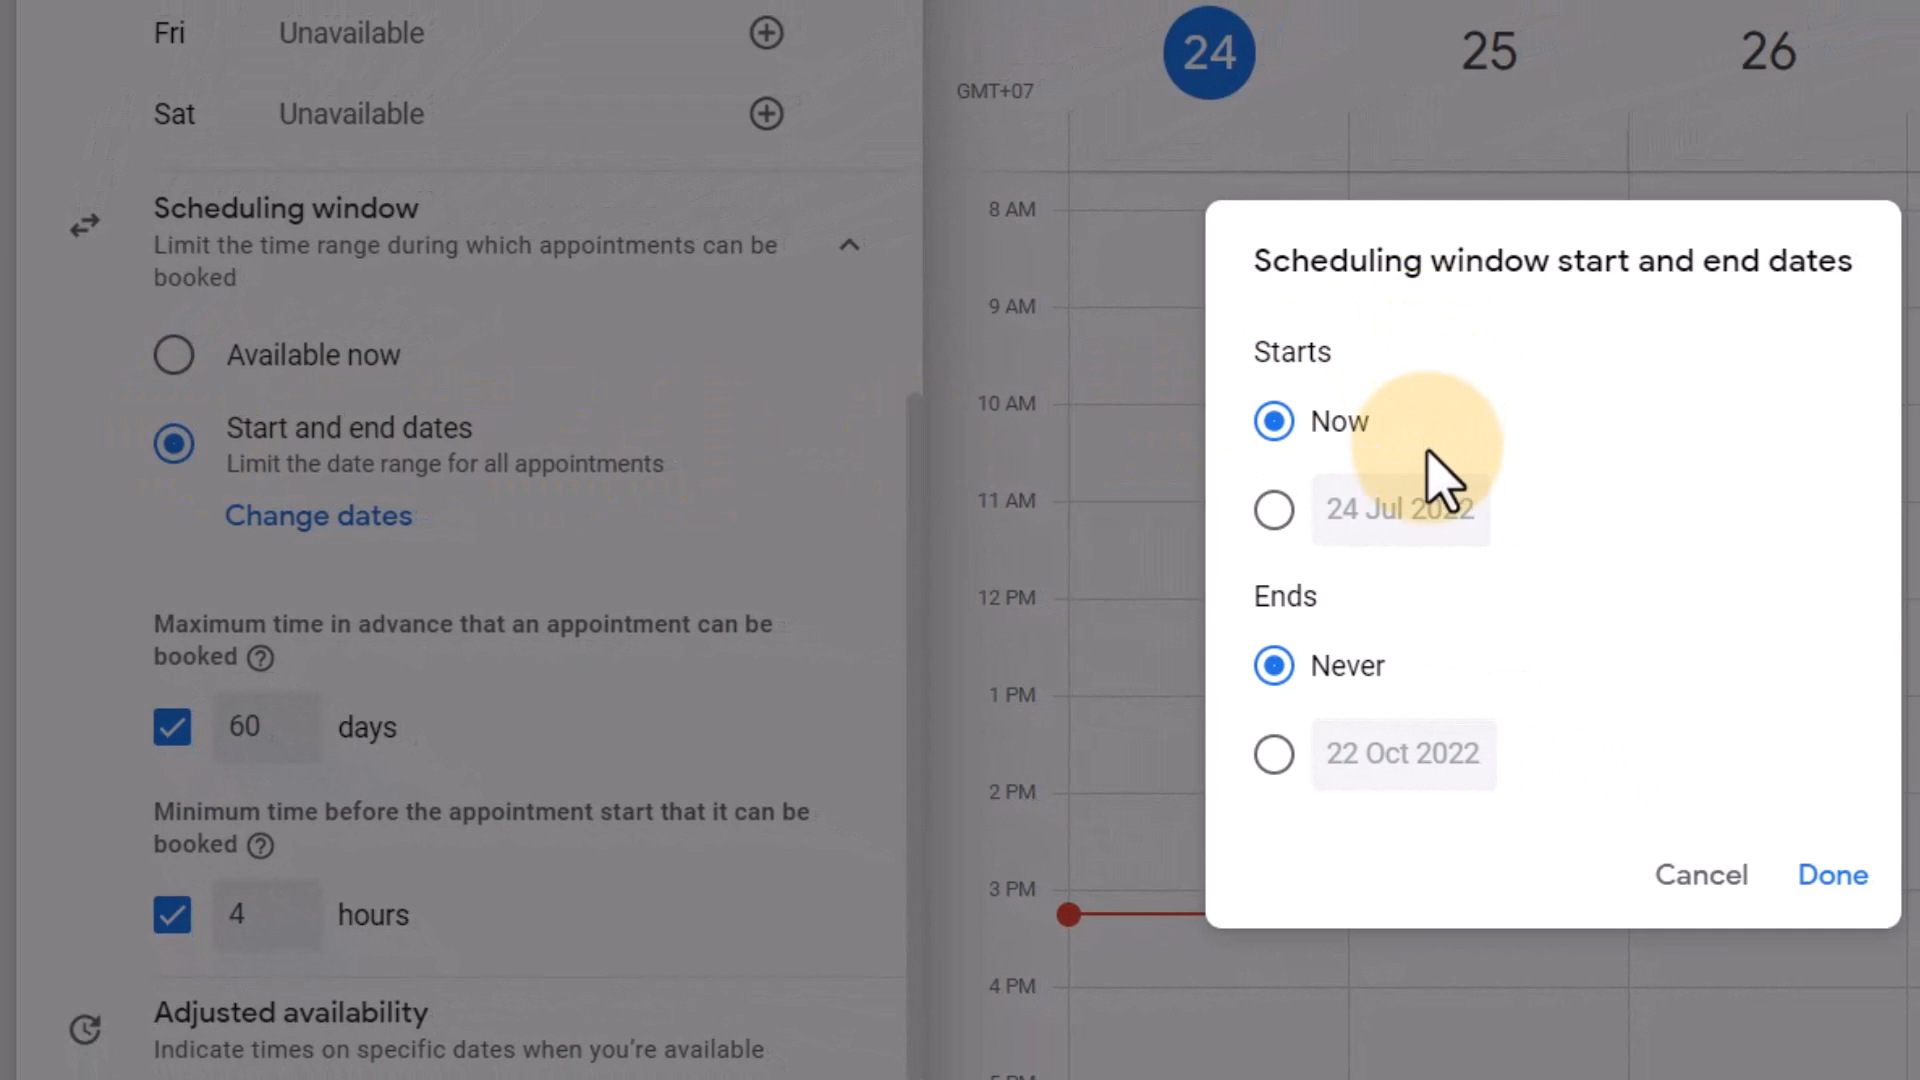 Fri Unavailable
Sat Unavailable
Scheduling window
Limit the time range during which appointments can be
booked
Available now
Start and end dates
Limit the date range for all appointments
Change dates
Maximum time in advance that an appointment can be
booked
60 days
Minimum time before the appointment start that it can be
booked
4 hours
Adjusted availability
Indicate times on specific dates when you're available
24 25 26
GMT+07
8 AM
9 AM
10 AM
11 AM
12 PM
1 PM
2 PM
3 PM
4 PM
5 PM
Scheduling window start and end dates
Starts
Now
24 Jul 2022
Ends
Never
22 Oct 2022
Cancel Done